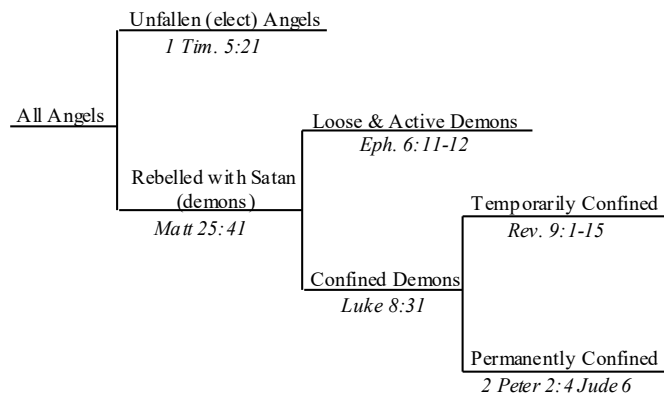 Unfallen (elect) Angels
1 Tim. 5:21
All Angels
Loose & Active Demons
Eph. 6:11-12
Rebelled with Satan
(demons)
Matt 25:41
Temporarily Confined
Rev. 9:1-15
Confined Demons
Luke 8:31
Permanently Confined
2 Peter 2:4 Jude 6